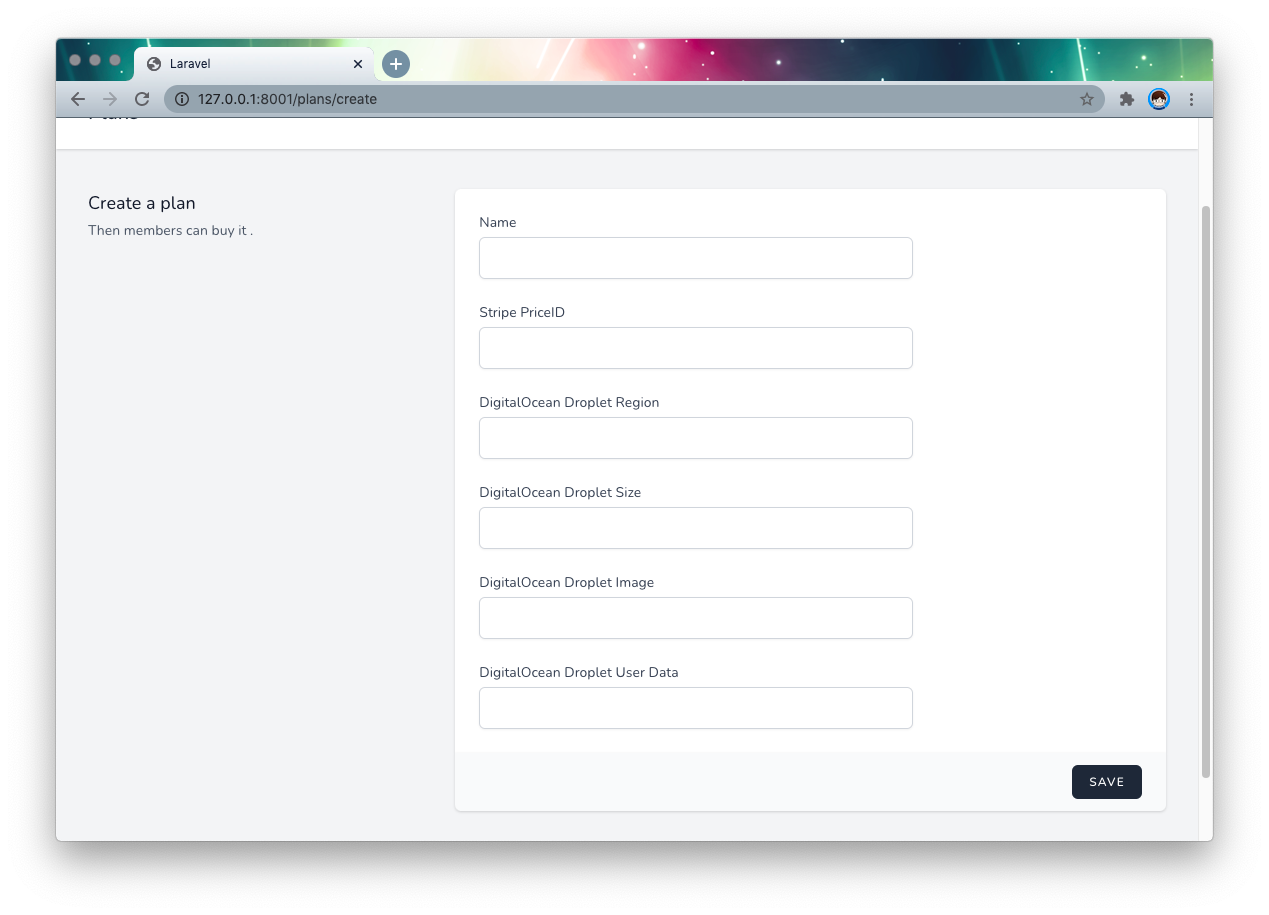 Laravel
127.0.0.1:8001/plans/create
Plans
Create a plan
Then members can buy it .
Name
Stripe PriceID
DigitalOcean Droplet Region
DigitalOcean Droplet Size
DigitalOcean Droplet Image
DigitalOcean Droplet User Data
SAVE